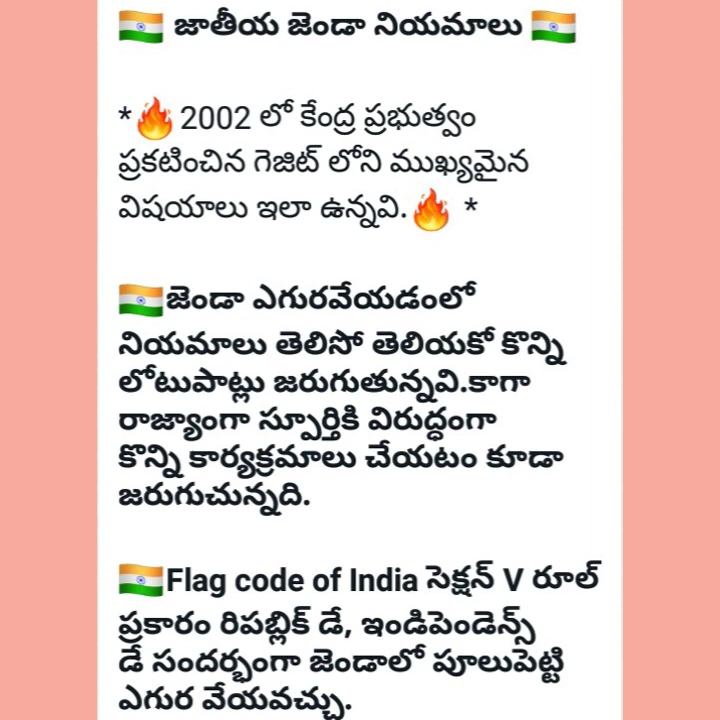 🇮🇳 జాతీయ జెండా నియమాలు 🇮🇳
*🔥 2002 లో కేంద్ర ప్రభుత్వం
ప్రకటించిన గెజిట్ లోని ముఖ్యమైన
విషయాలు ఇలా ఉన్నవి.🔥 *
🇮🇳జెండా ఎగురవేయడంలో
నియమాలు తెలిసో తెలియకో కొన్ని
లోటుపాట్లు జరుగుతున్నవి.కాగా
రాజ్యాంగా స్ఫూర్తికి విరుద్ధంగా
కొన్ని కార్యక్రమాలు చేయటం కూడా
జరుగుచున్నది.
🇮🇳Flag code of India సెక్షన్ V రూల్
ప్రకారం రిపబ్లిక్ డే, ఇండిపెండెన్స్
డే సందర్భంగా జెండాలో పూలుపెట్టి
ఎగుర వేయవచ్చు.